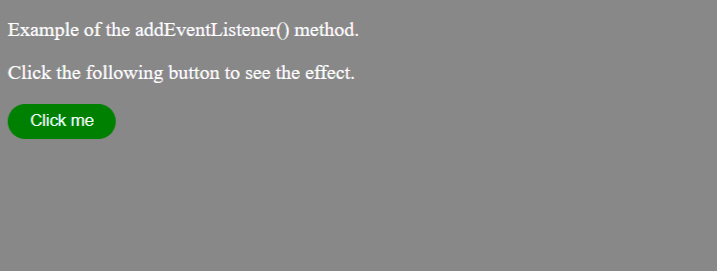 Example of the addEventListener() method.
Click the following button to see the effect.
Click me